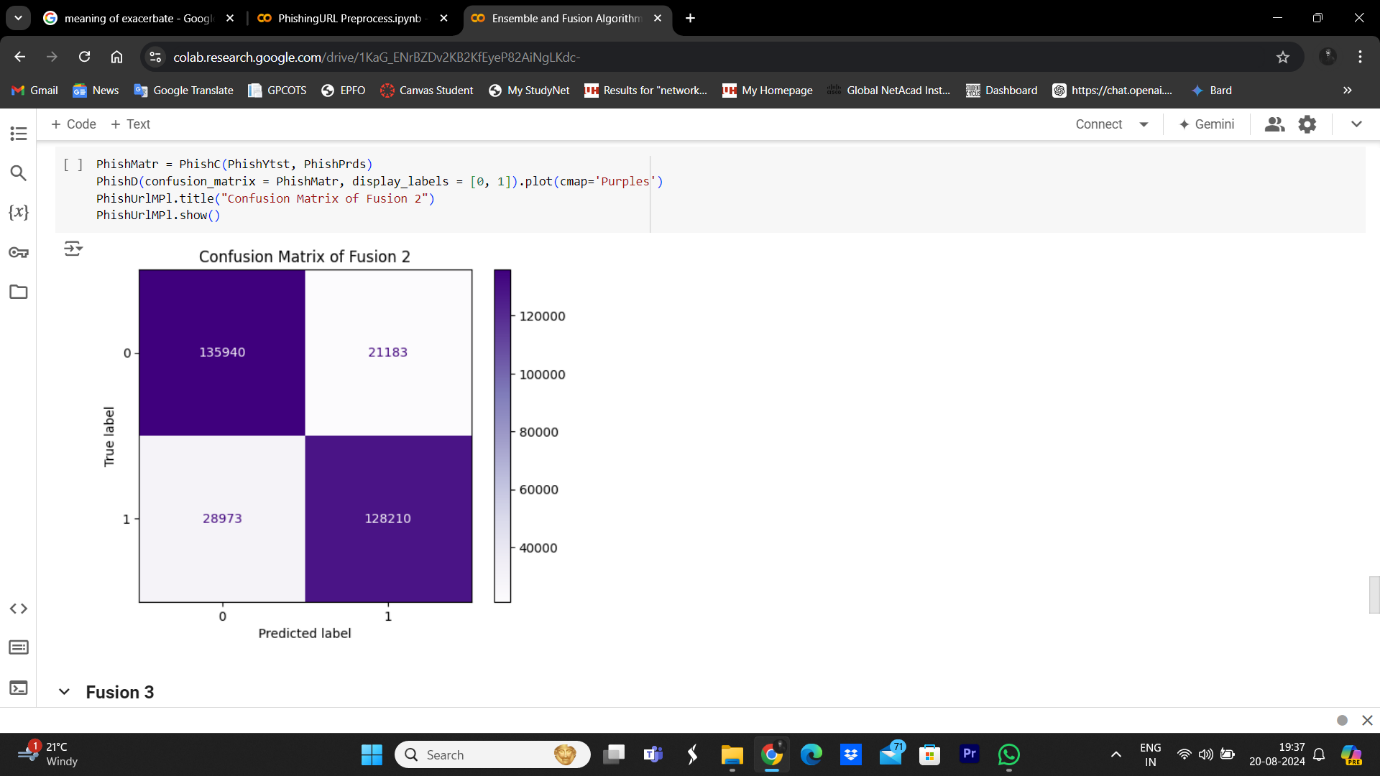 meaning of exacerbate - Googl
PhishingURL Preprocess.ipynb -
Ensemble and Fusion Algorithm
colab.research.google.com/drive/1KaG_ENrBZDv2KB2KfEyeP82AiNgLKdc-
Gmail
News
Google Translate
GPCOTS
EPFO
Canvas Student
My StudyNet
Results for "network...
My Homepage
Global NetAcad Inst...
Dashboard
https://chat.openai....
Bard
+ Code + Text
Connect
Gemini
[ ] PhishMatr = PhishC(PhishYtst, PhishPrds)
PhishD(confusion_matrix = PhishMatr, display_labels = [0, 1]).plot(cmap='Purples')
PhishUrlMPl.title("Confusion Matrix of Fusion 2")
PhishUrlMPl.show()
{x}
Confusion Matrix of Fusion 2
120000
100000
80000
60000
40000
0
135940
21183
True label
1
28973
128210
0
1
Predicted label
Fusion 3
1
21°C
Windy
Search
71
Pr
ENG
IN
19:37
20-08-2024
PRE